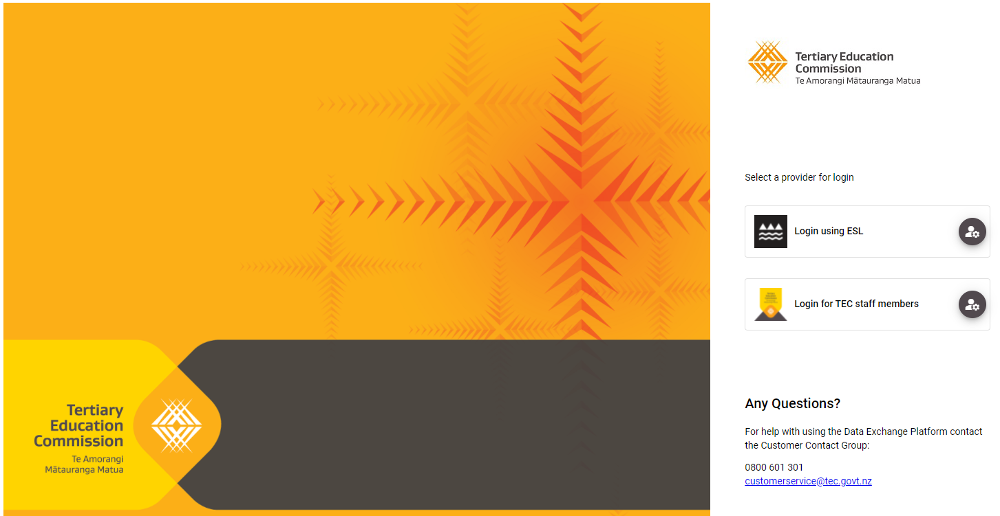 Tertiary Education
Commission
Te Amorangi Mātauranga Matua
Select a provider for login
Login using ESL
Login for TEC staff members
Any Questions?
For help with using the Data Exchange Platform contact
the Customer Contact Group:
0800 601 301
customerservice@tec.govt.nz
Tertiary
Education
Commission
Te Amorangi
Mātauranga Matua